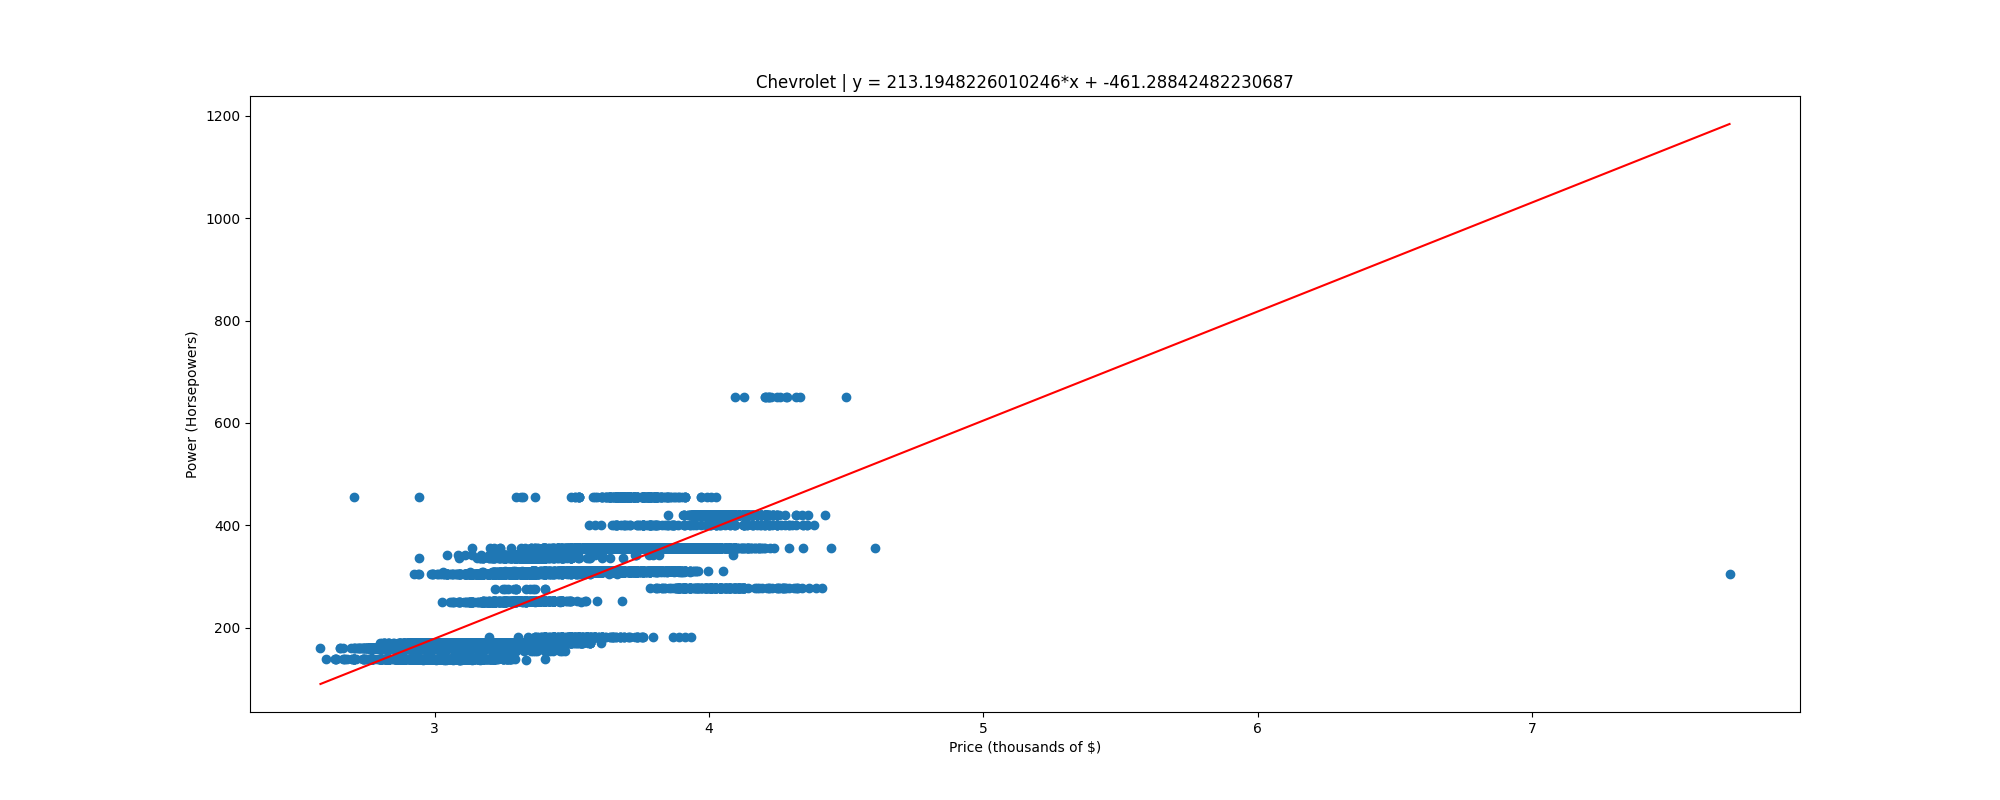 Chevrolet | y = 213.1948226010246*x + -461.28842482230687
1200
1000
800
600
400
200
Power (Horsepowers)
3 4 5 6 7
Price (thousands of $)